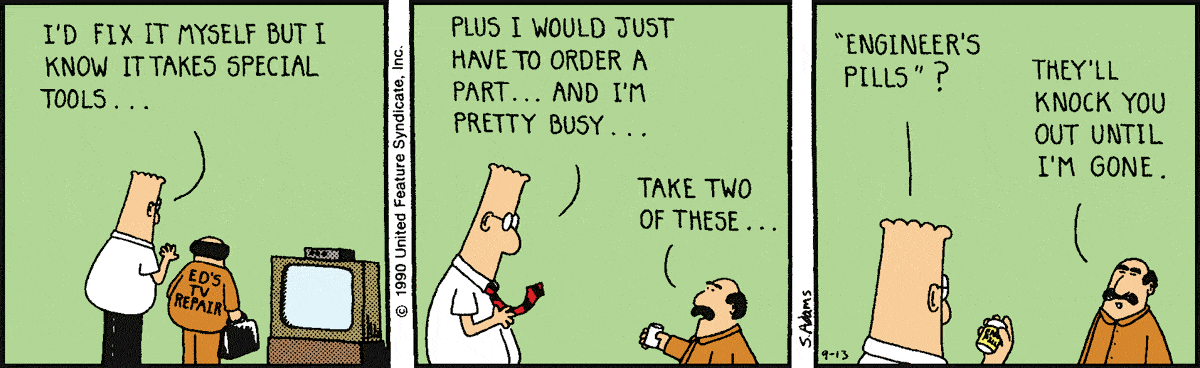 I'D FIX IT MYSELF BUT I
KNOW IT TAKES SPECIAL
TOOLS...
ED'S
TV
REPAIR
© 1990 United Feature Syndicate, Inc.
PLUS I WOULD JUST
HAVE TO ORDER A
PART... AND I'M
PRETTY BUSY...
TAKE TWO
OF THESE...
S. Adams
"ENGINEER'S
PILLS"?
THEY'LL
KNOCK YOU
OUT UNTIL
I'M GONE.
9-13